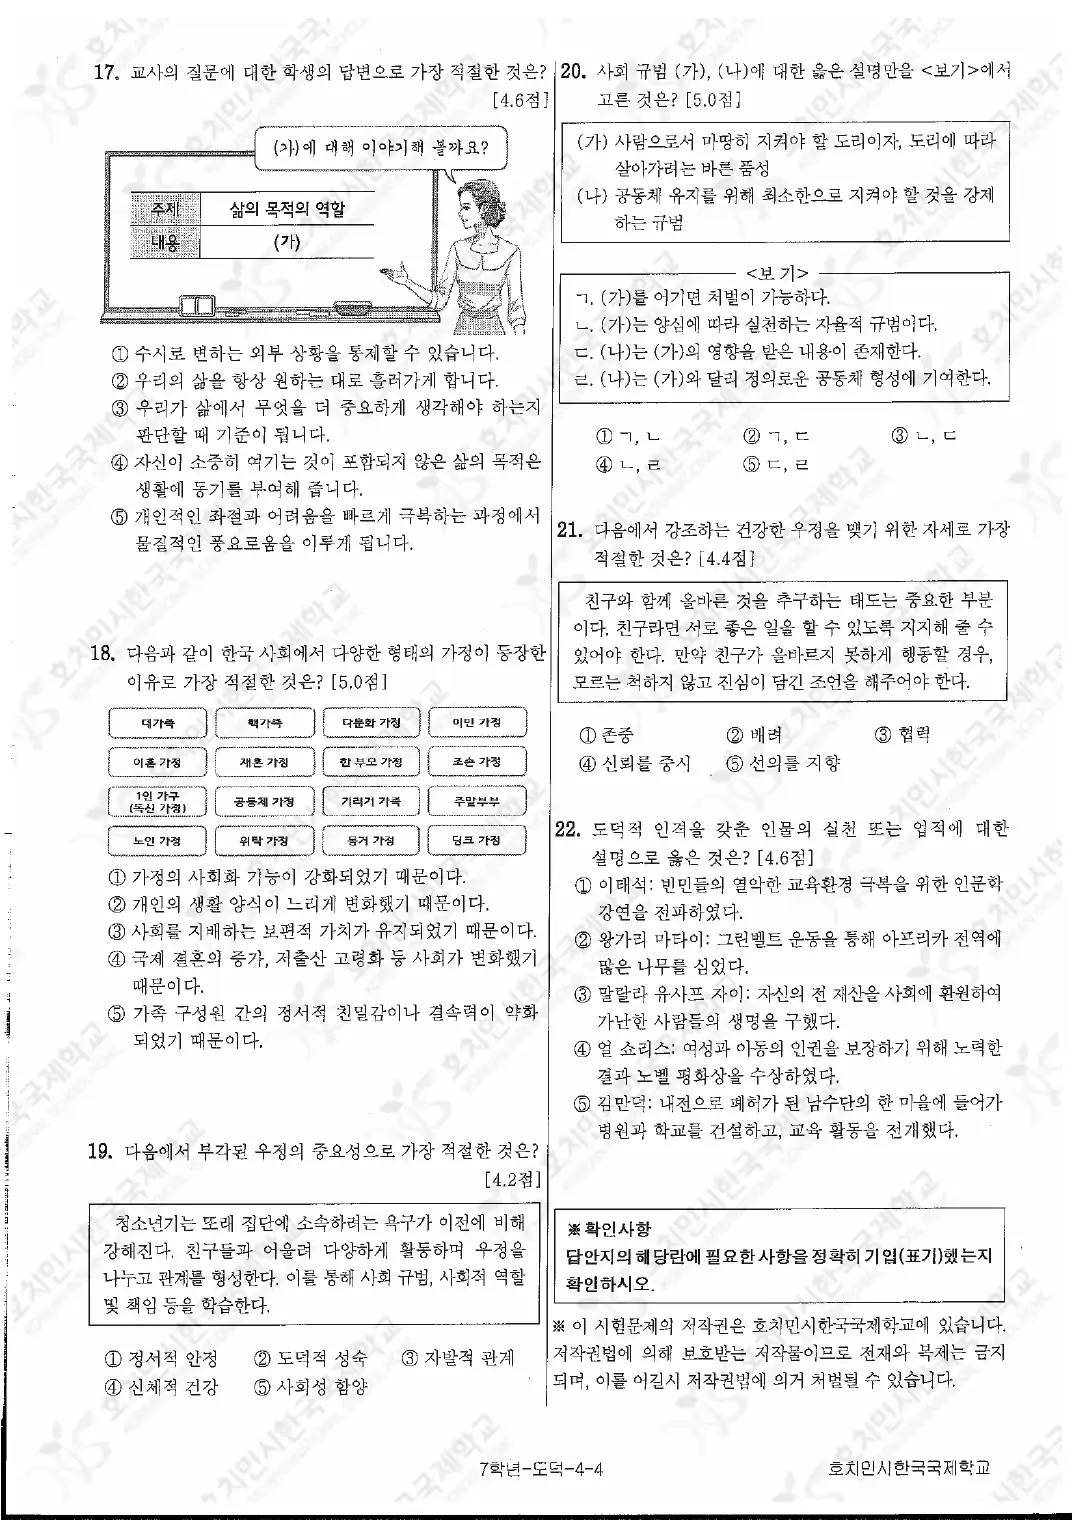 17. 교사의 질문에 대한 학생의 답변으로 가장 적절한 것은?
[4.6점]
(가)에 대해 이야기해 볼까요?
주제 삶의 목적의 역할
내용 (가)
① 수시로 변하는 외부 상황을 통제할 수 있습니다.
② 우리의 삶을 항상 원하는 대로 흘러가게 합니다.
③ 우리가 삶에서 무엇을 더 중요하게 생각해야 하는지
판단할 때 기준이 됩니다.
④ 자신이 소중히 여기는 것이 포함되지 않은 삶의 목적은
생활에 동기를 부여해 줍니다.
⑤ 개인적인 좌절과 어려움을 빠르게 극복하는 과정에서
물질적인 풍요로움을 이루게 됩니다.
18. 다음과 같이 한국 사회에서 다양한 형태의 가정이 등장한
이유로 가장 적절한 것은? [5.0점]
대가족 핵가족 다문화 가정 이민 가정
이혼 가정 재혼 가정 한 부모 가정 조손 가정
1인 가구
(독신 가정) 공동체 가정 기러기 가족 주말부부
노인 가정 위탁 가정 동거 가정 딩크 가정
① 가정의 사회화 기능이 강화되었기 때문이다.
② 개인의 생활 양식이 느리게 변화했기 때문이다.
③ 사회를 지배하는 보편적 가치가 유지되었기 때문이다.
④ 국제 결혼의 증가, 저출산 고령화 등 사회가 변화했기
때문이다.
⑤ 가족 구성원 간의 정서적 친밀감이나 결속력이 약화
되었기 때문이다.
19. 다음에서 부각된 우정의 중요성으로 가장 적절한 것은?
[4.2점]
청소년기는 또래 집단에 소속하려는 욕구가 이전에 비해
강해진다. 친구들과 어울려 다양하게 활동하며 우정을
나누고 관계를 형성한다. 이를 통해 사회 규범, 사회적 역할
및 책임 등을 학습한다.
① 정서적 안정 ② 도덕적 성숙 ③ 자발적 관계
④ 신체적 건강 ⑤ 사회성 함양
20. 사회 규범 (가), (나)에 대한 옳은 설명만을 <보기>에서
고른 것은? [5.0점]
(가) 사람으로서 마땅히 지켜야 할 도리이자, 도리에 따라
살아가려는 바른 품성
(나) 공동체 유지를 위해 최소한으로 지켜야 할 것을 강제
하는 규범
<보 기>
ㄱ. (가)를 어기면 처벌이 가능하다.
ㄴ. (가)는 양심에 따라 실천하는 자율적 규범이다.
ㄷ. (나)는 (가)의 영향을 받은 내용이 존재한다.
ㄹ. (나)는 (가)와 달리 정의로운 공동체 형성에 기여한다.
① ㄱ, ㄴ ② ㄱ, ㄷ ③ ㄴ, ㄷ
④ ㄴ, ㄹ ⑤ ㄷ, ㄹ
21. 다음에서 강조하는 건강한 우정을 맺기 위한 자세로 가장
적절한 것은? [4.4점]
친구와 함께 올바른 것을 추구하는 태도는 중요한 부분
이다. 친구라면 서로 좋은 일을 할 수 있도록 지지해 줄 수
있어야 한다. 만약 친구가 올바르지 못하게 행동할 경우,
모르는 척하지 않고 진심이 담긴 조언을 해주어야 한다.
① 존중 ② 배려 ③ 협력
④ 신뢰를 중시 ⑤ 선의를 지향
22. 도덕적 인격을 갖춘 인물의 실천 또는 업적에 대한
설명으로 옳은 것은? [4.6점]
① 이태석: 빈민들의 열악한 교육환경 극복을 위한 인문학
강연을 전파하였다.
② 왕가리 마타이: 그린벨트 운동을 통해 아프리카 전역에
많은 나무를 심었다.
③ 말랄라 유사프 자이: 자신의 전 재산을 사회에 환원하여
가난한 사람들의 생명을 구했다.
④ 얼 쇼리스: 여성과 아동의 인권을 보장하기 위해 노력한
결과 노벨 평화상을 수상하였다.
⑤ 김만덕: 내전으로 폐허가 된 남수단의 한 마을에 들어가
병원과 학교를 건설하고, 교육 활동을 전개했다.
※확인사항
답안지의 해당란에 필요한 사항을 정확히 기입(표기)했는지
확인하시오.
※ 이 시험문제의 저작권은 호치민시한국국제학교에 있습니다.
저작권법에 의해 보호받는 저작물이므로 전재와 복제는 금지
되며, 이를 어길시 저작권법에 의거 처벌될 수 있습니다.
7학년-도덕-4-4
호치민시한국국제학교